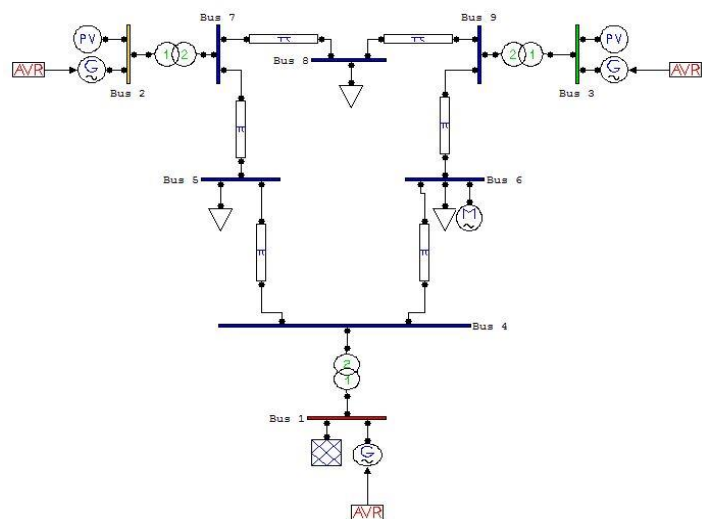 Bus 7
Bus 9
PV
1 2
π
π
2 1
PV
AVR
G
Bus 2
Bus 8
G
Bus 3
AVR
π
π
Bus 5
Bus 6
M
π
π
Bus 4
2
1
Bus 1
G
AVR